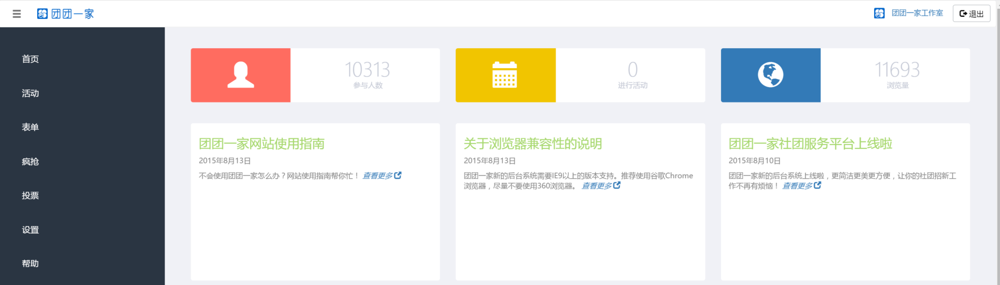 团团一家
团团一家工作室
退出
首页
活动
表单
疯抢
投票
设置
帮助
10313
参与人数
0
进行活动
11693
浏览量
团团一家网站使用指南
2015年8月13日
不会使用团团一家怎么办？网站使用指南帮你忙！ 查看更多
关于浏览器兼容性的说明
2015年8月13日
团团一家新的后台系统需要IE9以上的版本支持。推荐使用谷歌Chrome
浏览器，尽量不要使用360浏览器。 查看更多
团团一家社团服务平台上线啦
2015年8月10日
团团一家新的后台系统上线啦，更简洁更美更方便，让你的社团招新工
作不再有烦恼！ 查看更多